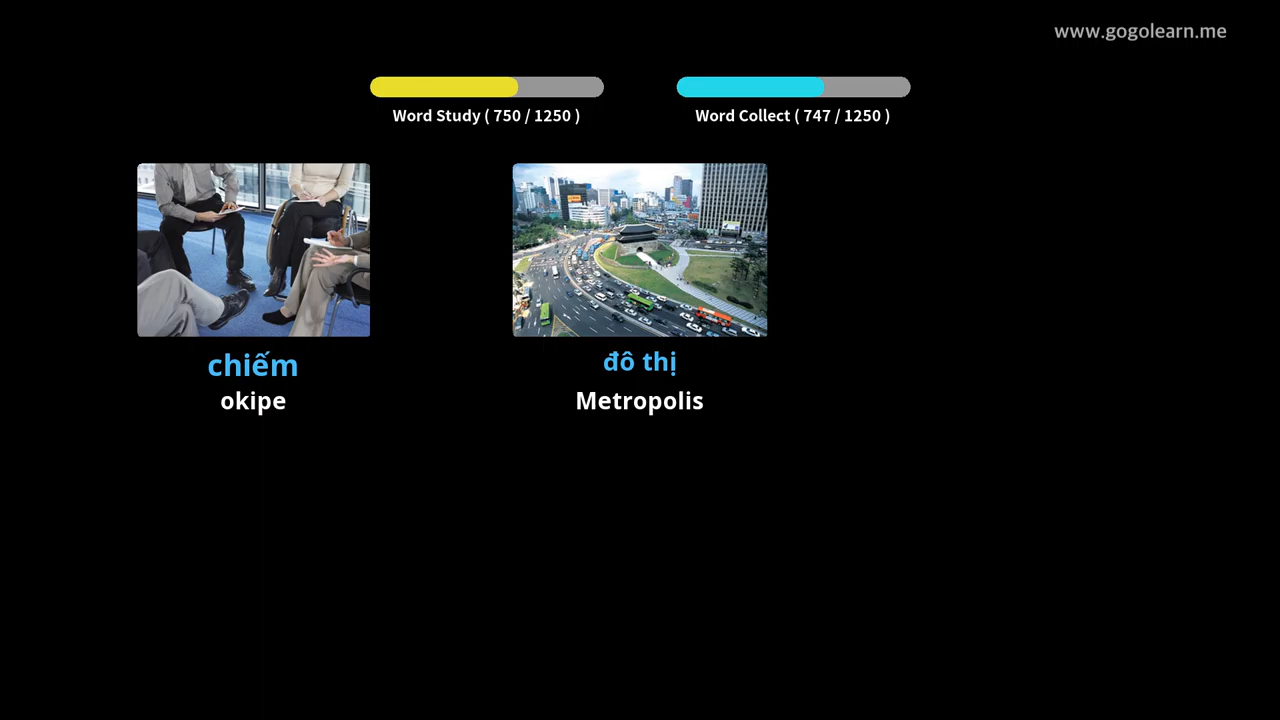 www.gogolearn.me
Word Study ( 750 / 1250 )
Word Collect ( 747 / 1250 )
chiếm
okipe
đô thị
Metropolis